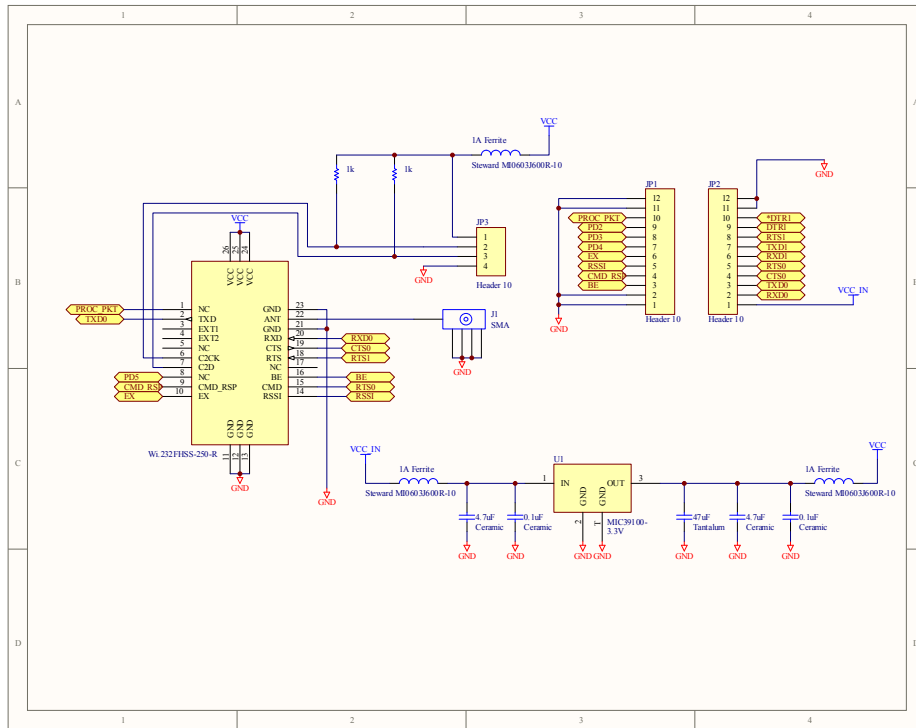 1 2 3 4
A A
B B
C C
D D
1 2 3 4
VCC
1A Ferrite
Steward MI0603J600R-10
1k 1k
JP3
1
2
3
4
GND
Header 10
VCC
26 25 24
VCC VCC VCC
PROC_PKT 1 NC
TXD0 2 TXD
3 EXT1
4 EXT2
5 NC
6 C2CK
7 C2D
PD5 8 NC
CMD_RSP 9 CMD_RSP
EX 10 EX
GND 23
ANT 22
GND 21
RXD 20 RXD0
CTS 19 CTS0
RTS 18 RTS1
NC 17
BE 16 BE
CMD 15 RTS0
RSSI 14 RSSI
GND GND GND
11 12 13
Wi.232FHSS-250-R
GND
GND
J1
SMA
GND
JP1
12
11
PROC_PKT 10
PD2 9
PD3 8
PD4 7
EX 6
RSSI 5
CMD_RSP 4
BE 3
2
1
Header 10
GND
JP2
12
11
10 *DTR1
9 DTR1
8 RTS1
7 TXD1
6 RXD1
5 RTS0
4 CTS0
3 TXD0
2 RXD0
1
Header 10
GND
VCC_IN
VCC_IN
1A Ferrite
Steward MI0603J600R-10
4.7uF
Ceramic
GND
0.1uF
Ceramic
GND
U1
1 IN OUT 3
GND GND
2 T
MIC39100-
3.3V
GND GND
47uF
Tantalum
GND
4.7uF
Ceramic
GND
0.1uF
Ceramic
GND
1A Ferrite
Steward MI0603J600R-10
VCC